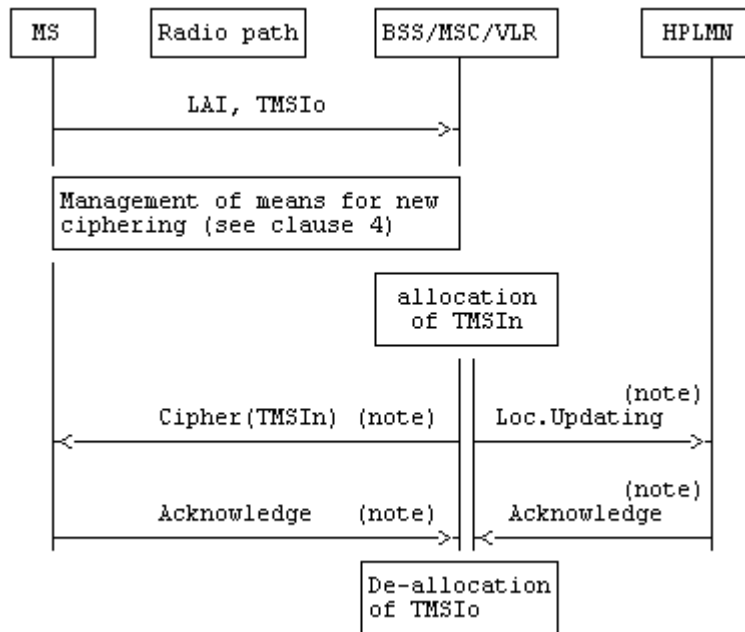 MS
Radio path
BSS/MSC/VLR
HPLMN
LAI, TMSIo
Management of means for new
ciphering (see clause 4)
allocation
of TMSIn
(note)
Cipher(TMSIn) (note)
Loc.Updating
(note)
Acknowledge (note)
Acknowledge
De-allocation
of TMSIo